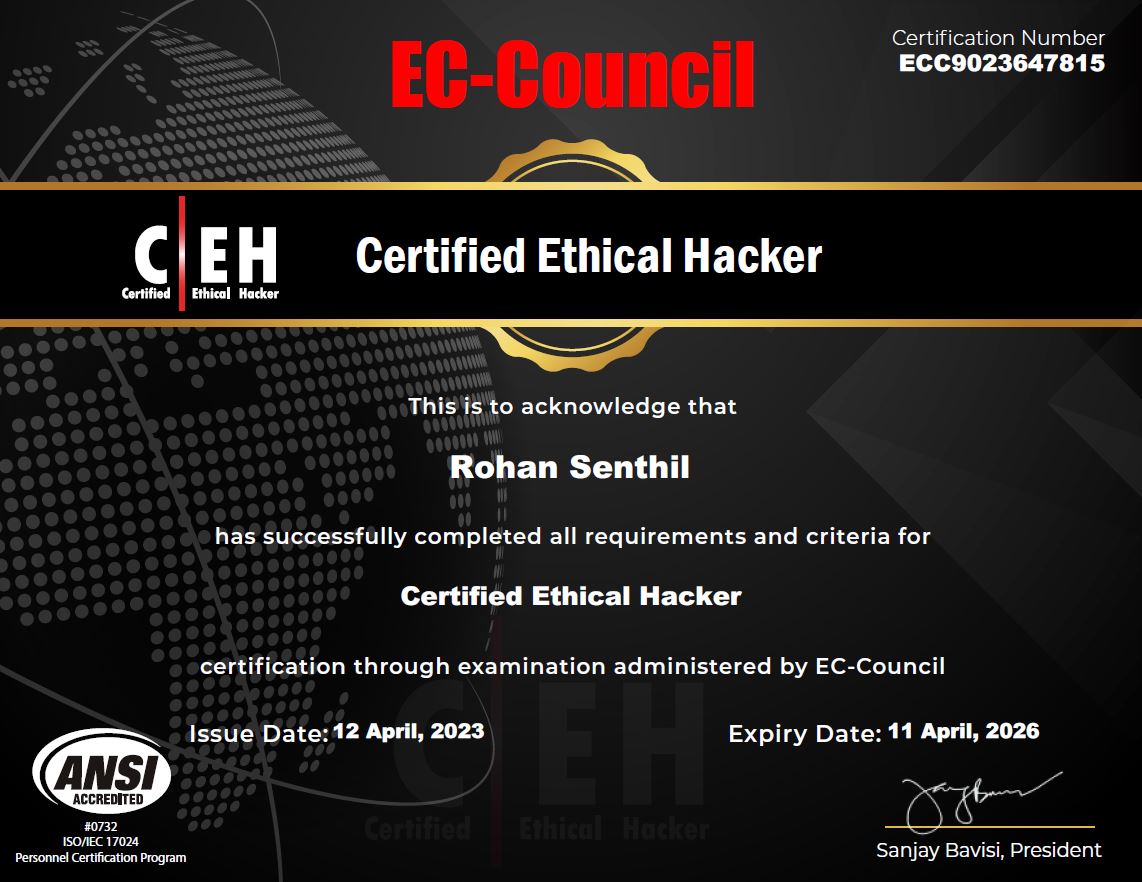 EC-Council
Certification Number
ECC9023647815
C|EH
Certified Ethical Hacker
Certified Ethical Hacker
This is to acknowledge that
Rohan Senthil
has successfully completed all requirements and criteria for
Certified Ethical Hacker
certification through examination administered by EC-Council
Issue Date: 12 April, 2023
Expiry Date: 11 April, 2026
CEH
Certified Ethical Hacker
ANSI
ACCREDITED
#0732
ISO/IEC 17024
Personnel Certification Program
Sanjay Bavisi, President